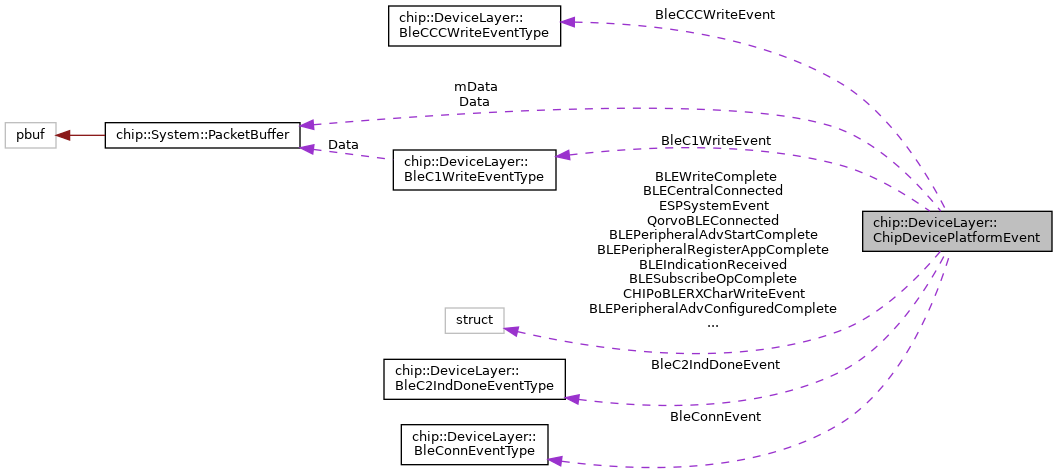 chip::DeviceLayer::
BleCCCWriteEventType
BleCCCWriteEvent
mData
Data
pbuf
chip::System::PacketBuffer
Data
chip::DeviceLayer::
BleC1WriteEventType
BleC1WriteEvent
BLEWriteComplete
BLECentralConnected
ESPSystemEvent
QorvoBLEConnected
BLEPeripheralAdvStartComplete
BLEPeripheralRegisterAppComplete
BLEIndicationReceived
BLESubscribeOpComplete
CHIPoBLERXCharWriteEvent
BLEPeripheralAdvConfiguredComplete
...
chip::DeviceLayer::
ChipDevicePlatformEvent
struct
BleC2IndDoneEvent
chip::DeviceLayer::
BleC2IndDoneEventType
BleConnEvent
chip::DeviceLayer::
BleConnEventType